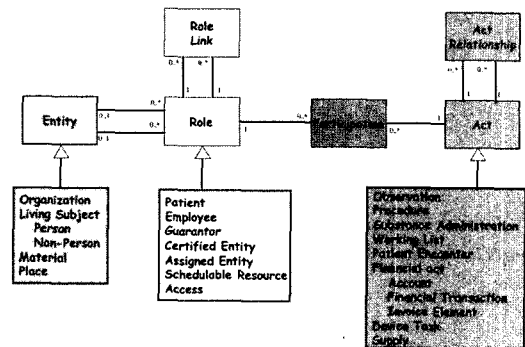 Role
Link
Act
Relationship
0..*
0..*
0..*
0..*
1
1
1
1
Entity
0..1
0..*
0..1
0..*
Role
1
0..*
0..*
1
Act
Organization
Living Subject
Person
Non-Person
Material
Place
Patient
Employee
Guarantor
Certified Entity
Assigned Entity
Schedulable Resource
Access
Observation
Procedure
Substance Administration
Working List
Patient Encounter
Financial act
Account
Financial Transaction
Invoice Element
Device Task
Supply